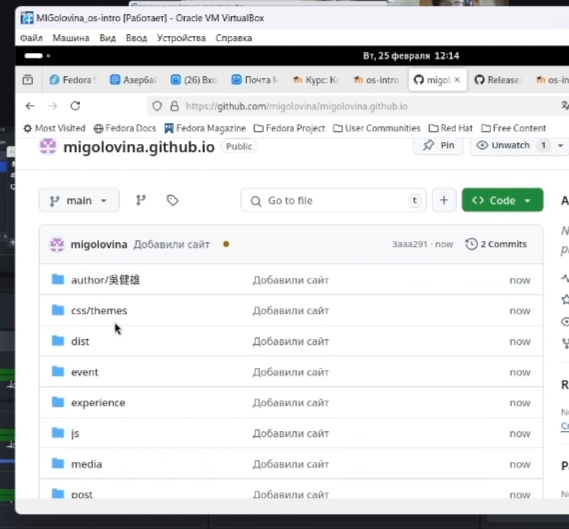 MIGolovina_os-intro [Работает] - Oracle VM VirtualBox
Файл Машина Вид Ввод Устройства Справка
Вт, 25 февраля 12:14
Fedora Азербай (26) Вхо Почта М Курс: К os-intro migol × Release os-in
https://github.com/migolovina/migolovina.github.io
Most Visited Fedora Docs Fedora Magazine Fedora Project User Communities Red Hat Free Content
migolovina.github.io Public Pin Unwatch 1
main Go to file t + <> Code
migolovina Добавили сайт 3aaa291 · now 2 Commits
author/吳健雄 Добавили сайт now
css/themes Добавили сайт now
dist Добавили сайт now
event Добавили сайт now
experience Добавили сайт now
js Добавили сайт now
media Добавили сайт now
post Добавили сайт now